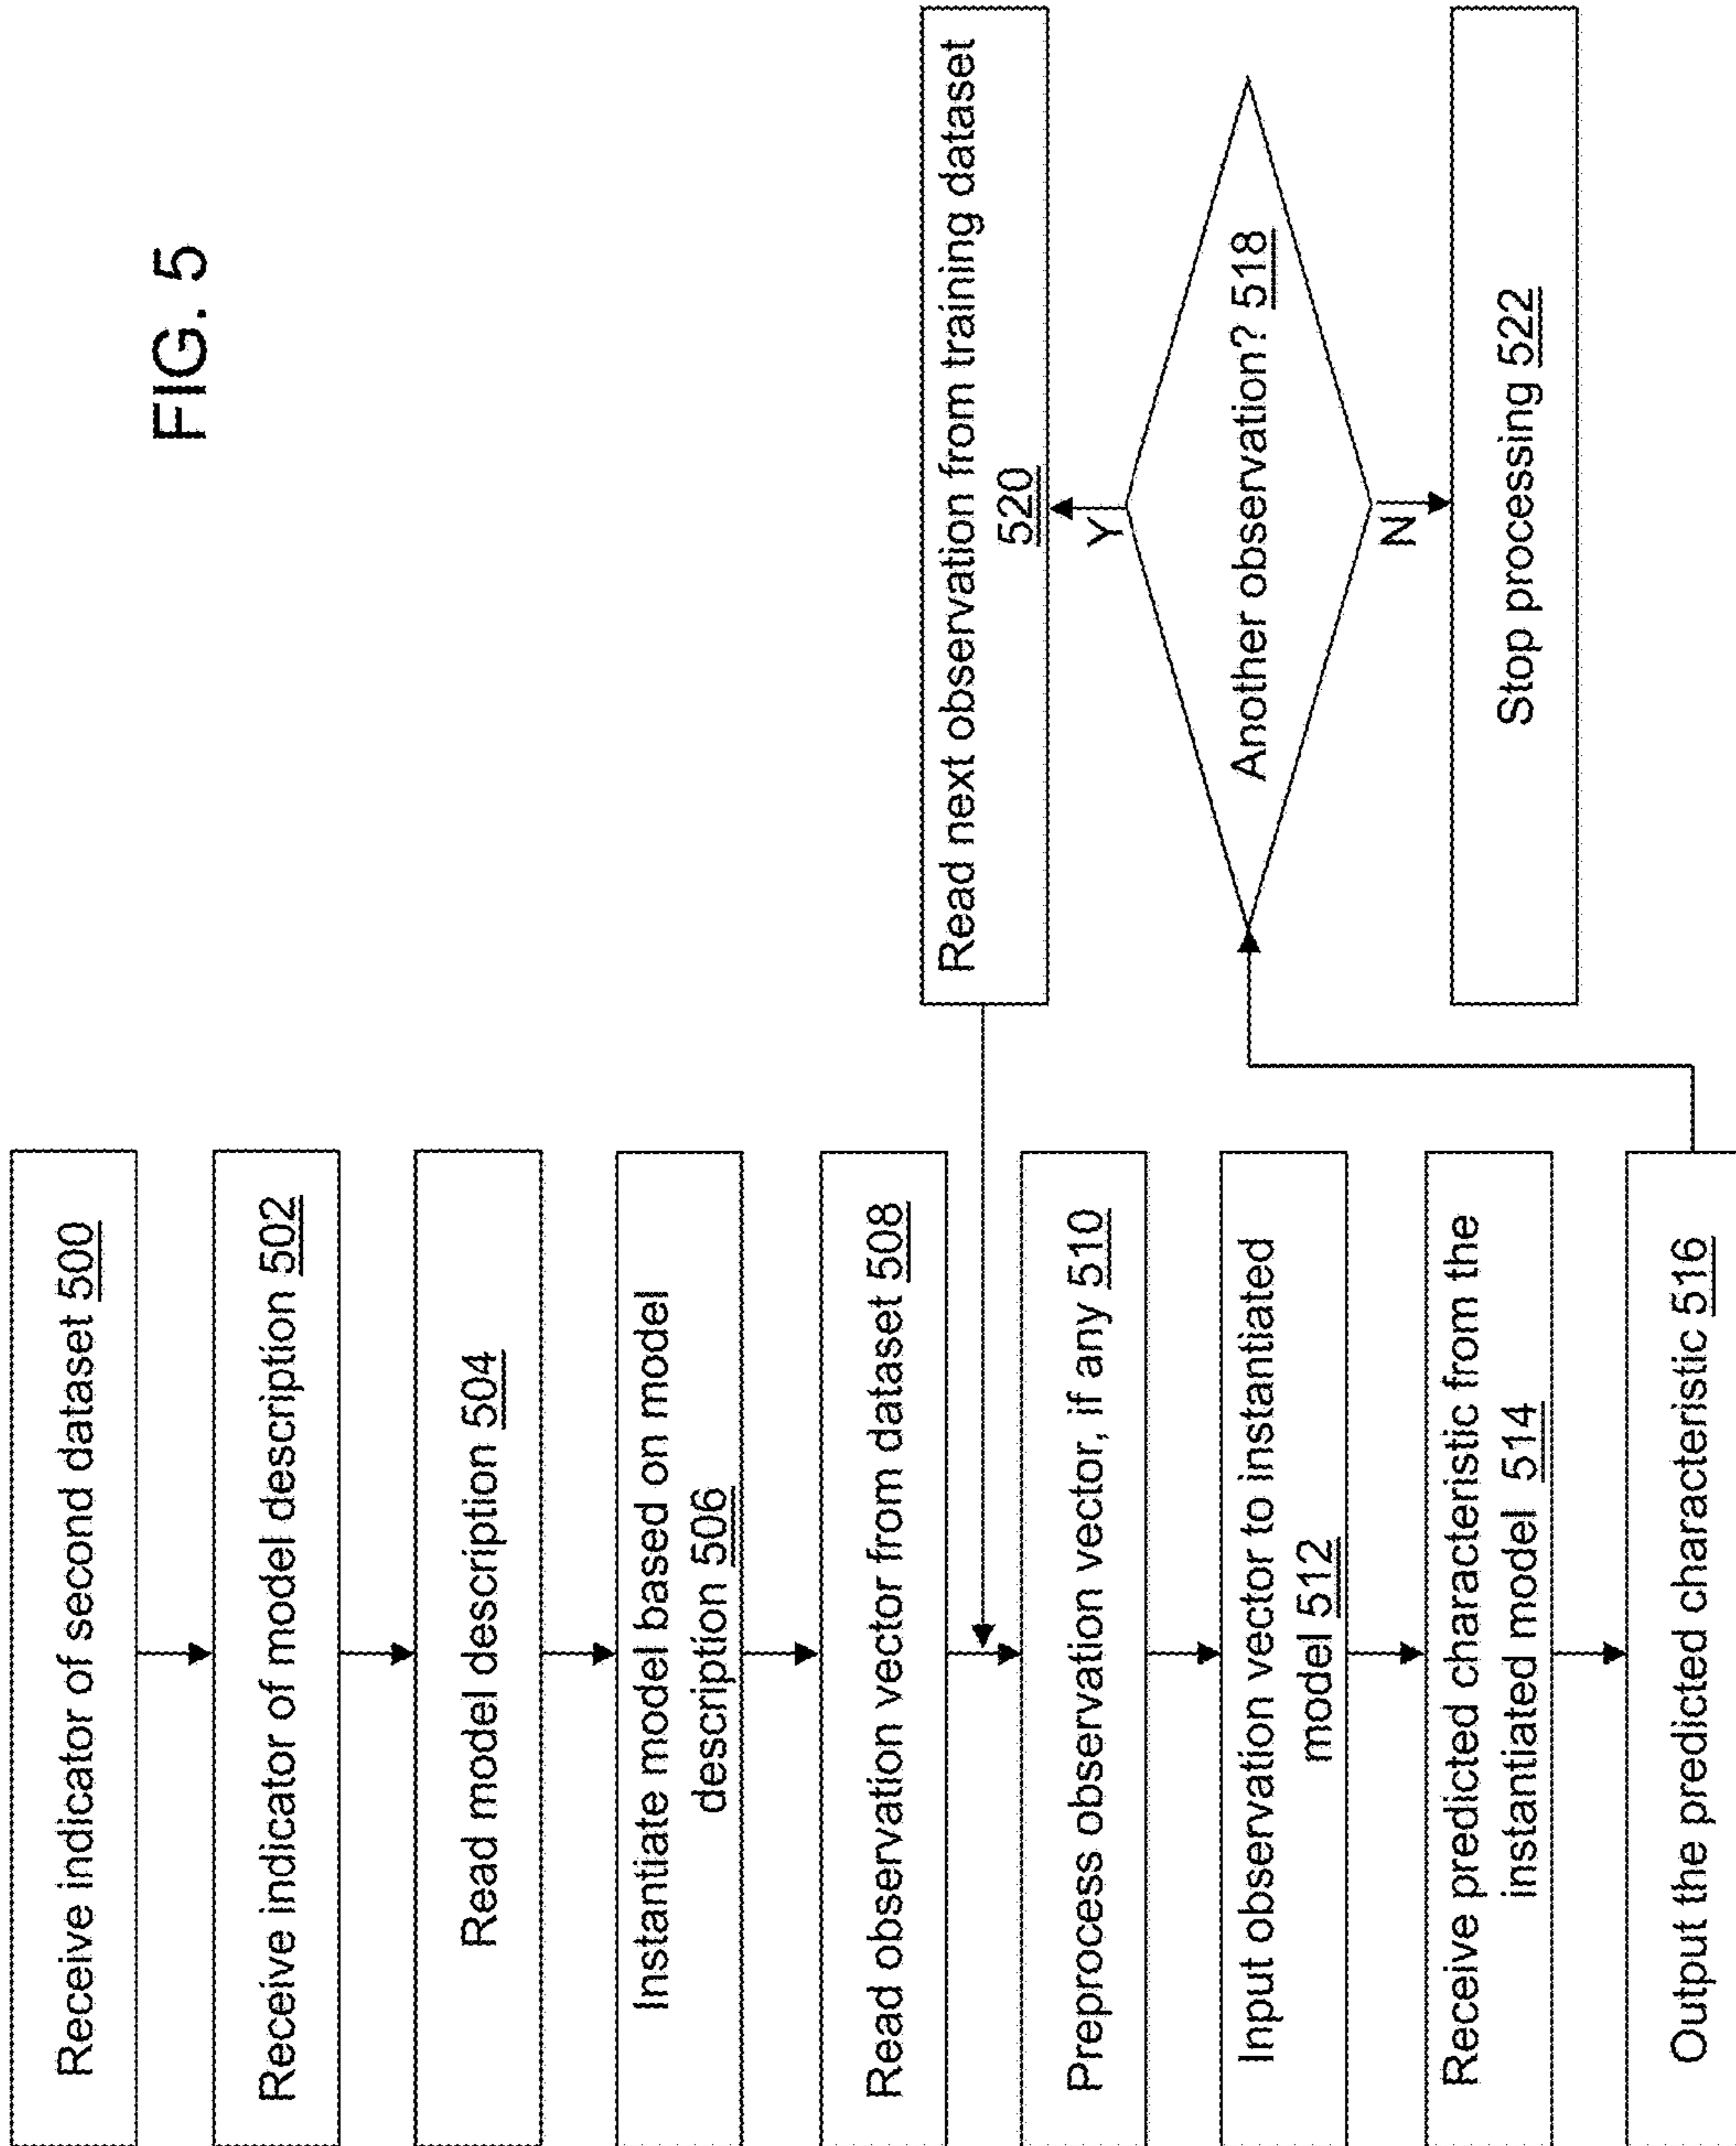 FIG. 5
Receive indicator of second dataset 500
Receive indicator of model description 502
Read model description 504
Instantiate model based on model
description 506
Read observation vector from dataset 508
Preprocess observation vector, if any 510
Input observation vector to instantiated
model 512
Receive predicted characteristic from the
instantiated model 514
Output the predicted characteristic 516
Read next observation from training dataset
520
Y
Another observation? 518
N
Stop processing 522